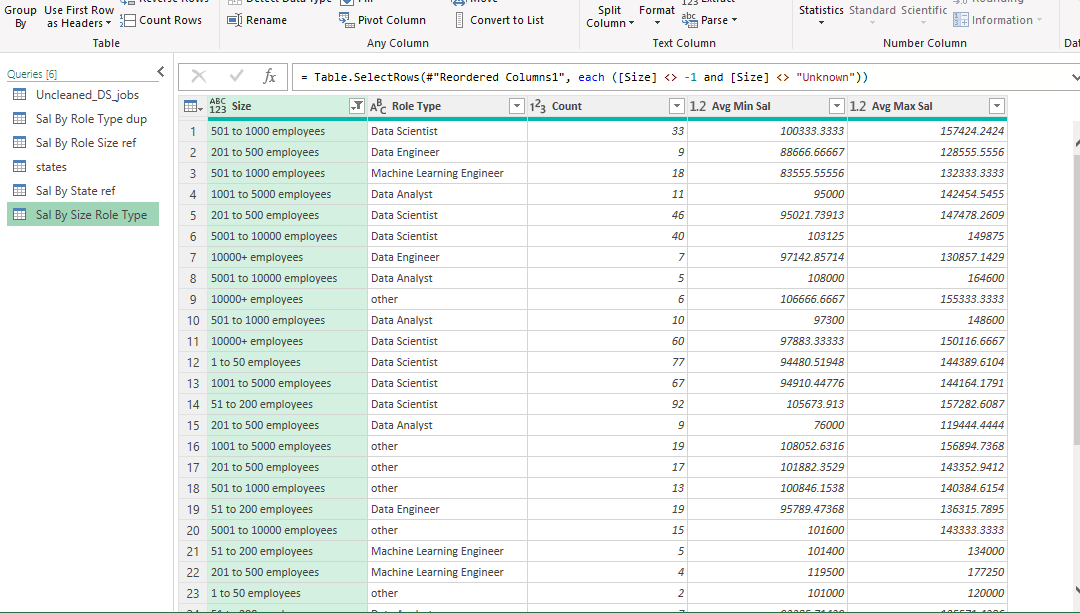 Group By
Use First Row as Headers
Count Rows
Table
Rename
Pivot Column
Convert to List
Any Column
Split Column
Format
123
abc Parse
Text Column
Statistics Standard Scientific
Information
Number Column
Queries [6]
Uncleaned_DS_jobs
Sal By Role Type dup
Sal By Role Size ref
states
Sal By State ref
Sal By Size Role Type
fx = Table.SelectRows(#"Reordered Columns1", each ([Size] <> -1 and [Size] <> "Unknown"))
ABC 123 Size ABC Role Type 123 Count 1.2 Avg Min Sal 1.2 Avg Max Sal
1 501 to 1000 employees Data Scientist 33 100333.3333 157424.2424
2 201 to 500 employees Data Engineer 9 88666.66667 128555.5556
3 501 to 1000 employees Machine Learning Engineer 18 83555.55556 132333.3333
4 1001 to 5000 employees Data Analyst 11 95000 142454.5455
5 201 to 500 employees Data Scientist 46 95021.73913 147478.2609
6 5001 to 10000 employees Data Scientist 40 103125 149875
7 10000+ employees Data Engineer 7 97142.85714 130857.1429
8 5001 to 10000 employees Data Analyst 5 108000 164600
9 10000+ employees other 6 106666.6667 155333.3333
10 501 to 1000 employees Data Analyst 10 97300 148600
11 10000+ employees Data Scientist 60 97883.33333 150116.6667
12 1 to 50 employees Data Scientist 77 94480.51948 144389.6104
13 1001 to 5000 employees Data Scientist 67 94910.44776 144164.1791
14 51 to 200 employees Data Scientist 92 105673.913 157282.6087
15 201 to 500 employees Data Analyst 9 76000 119444.4444
16 1001 to 5000 employees other 19 108052.6316 156894.7368
17 201 to 500 employees other 17 101882.3529 143352.9412
18 501 to 1000 employees other 13 100846.1538 140384.6154
19 51 to 200 employees Data Engineer 19 95789.47368 136315.7895
20 5001 to 10000 employees other 15 101600 143333.3333
21 51 to 200 employees Machine Learning Engineer 5 101400 134000
22 201 to 500 employees Machine Learning Engineer 4 119500 177250
23 1 to 50 employees other 2 101000 120000